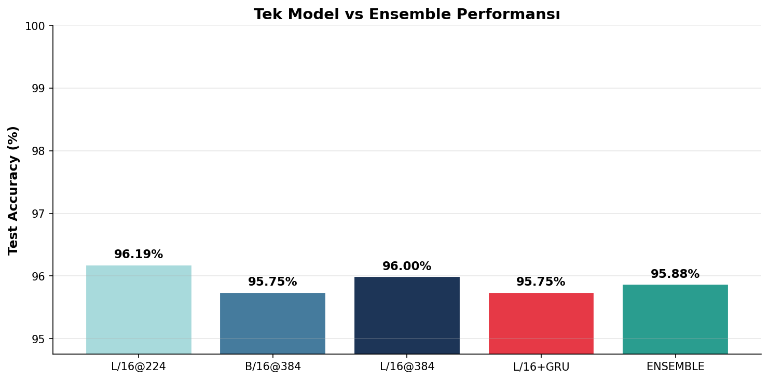 Tek Model vs Ensemble Performansı
Test Accuracy (%)
100
99
98
97
96
95
96.19%
95.75%
96.00%
95.75%
95.88%
L/16@224
B/16@384
L/16@384
L/16+GRU
ENSEMBLE